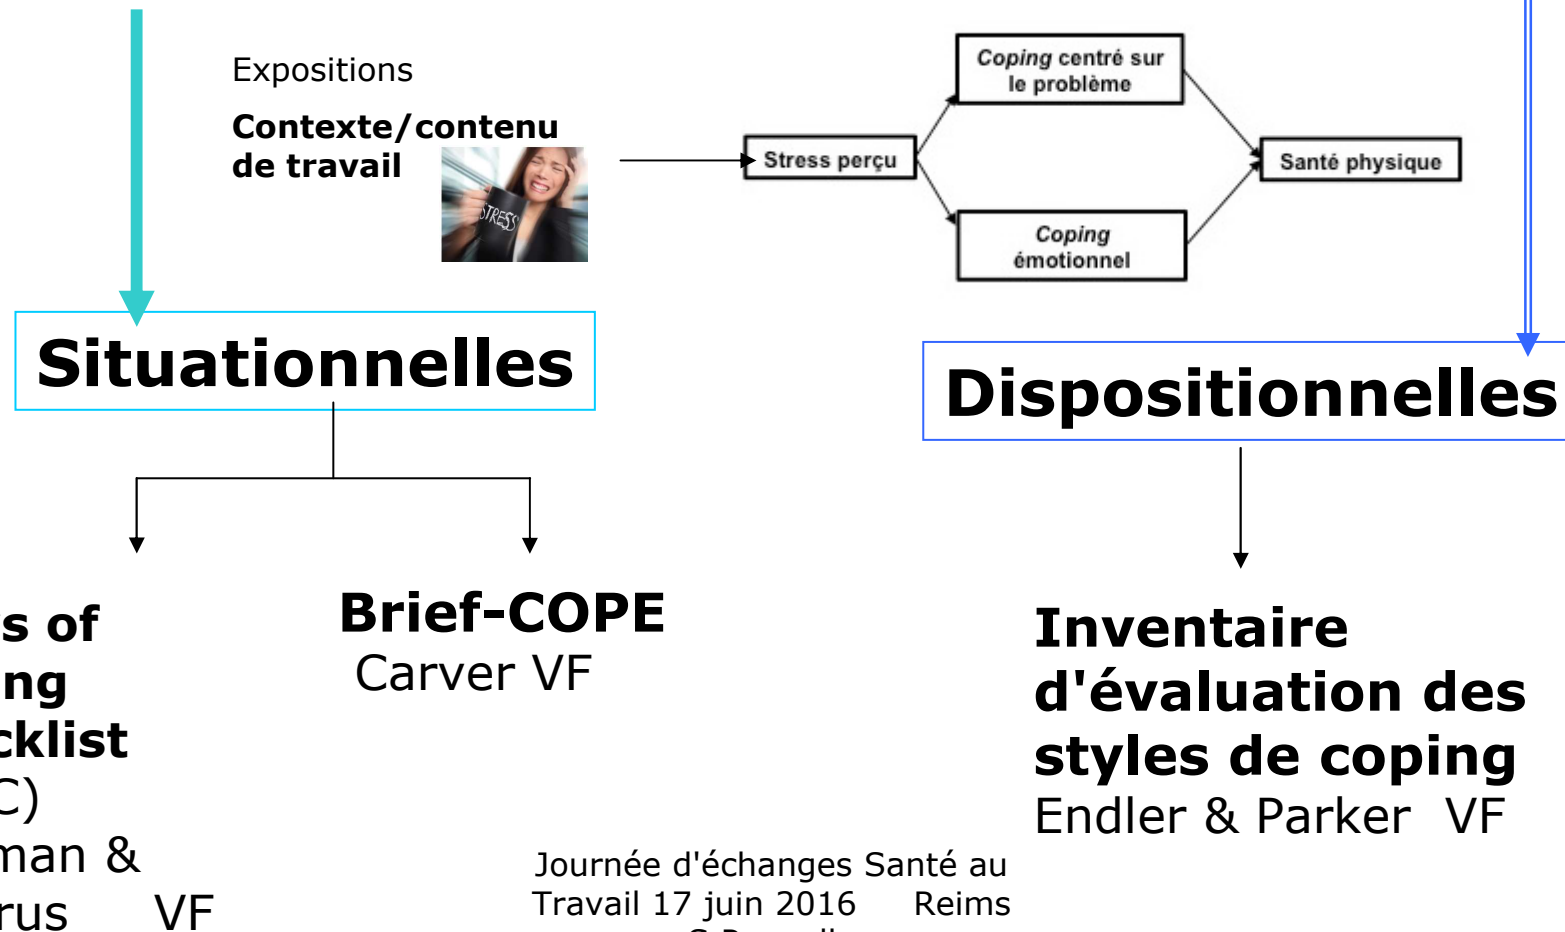 Expositions
Contexte/contenu
de travail
STRESS
Coping centré sur
le problème
Stress perçu
Santé physique
Coping
émotionnel
Situationnelles
Dispositionnelles
s of
ng
cklist
C)
man &
rus VF
Brief-COPE
Carver VF
Inventaire
d'évaluation des
styles de coping
Endler & Parker VF
Journée d'échanges Santé au
Travail 17 juin 2016 Reims